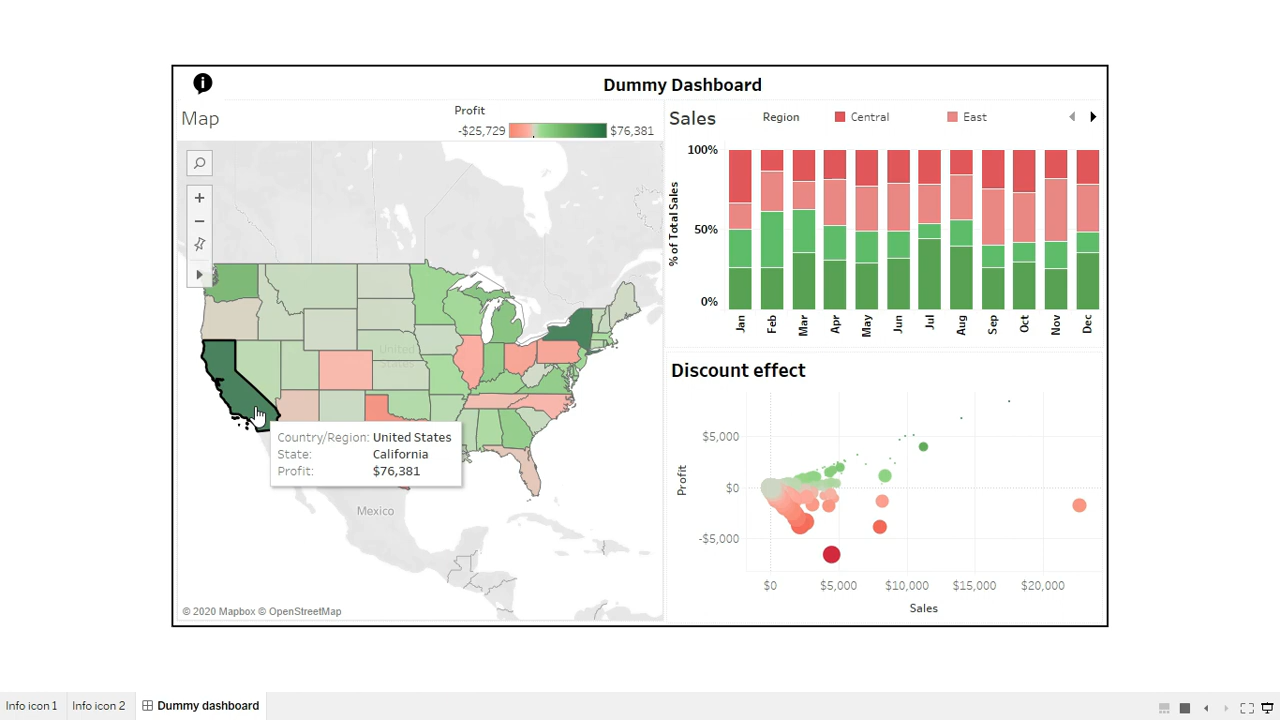 Dummy Dashboard
Map
Profit
-$25,729
$76,381
United
States
Country/Region: United States
State: California
Profit: $76,381
Mexico
© 2020 Mapbox © OpenStreetMap
Sales
Region
Central
East
% of Total Sales
100%
50%
0%
Jan
Feb
Mar
Apr
May
Jun
Jul
Aug
Sep
Oct
Nov
Dec
Discount effect
Profit
$5,000
$0
-$5,000
$0
$5,000
$10,000
$15,000
$20,000
Sales
Info icon 1
Info icon 2
Dummy dashboard